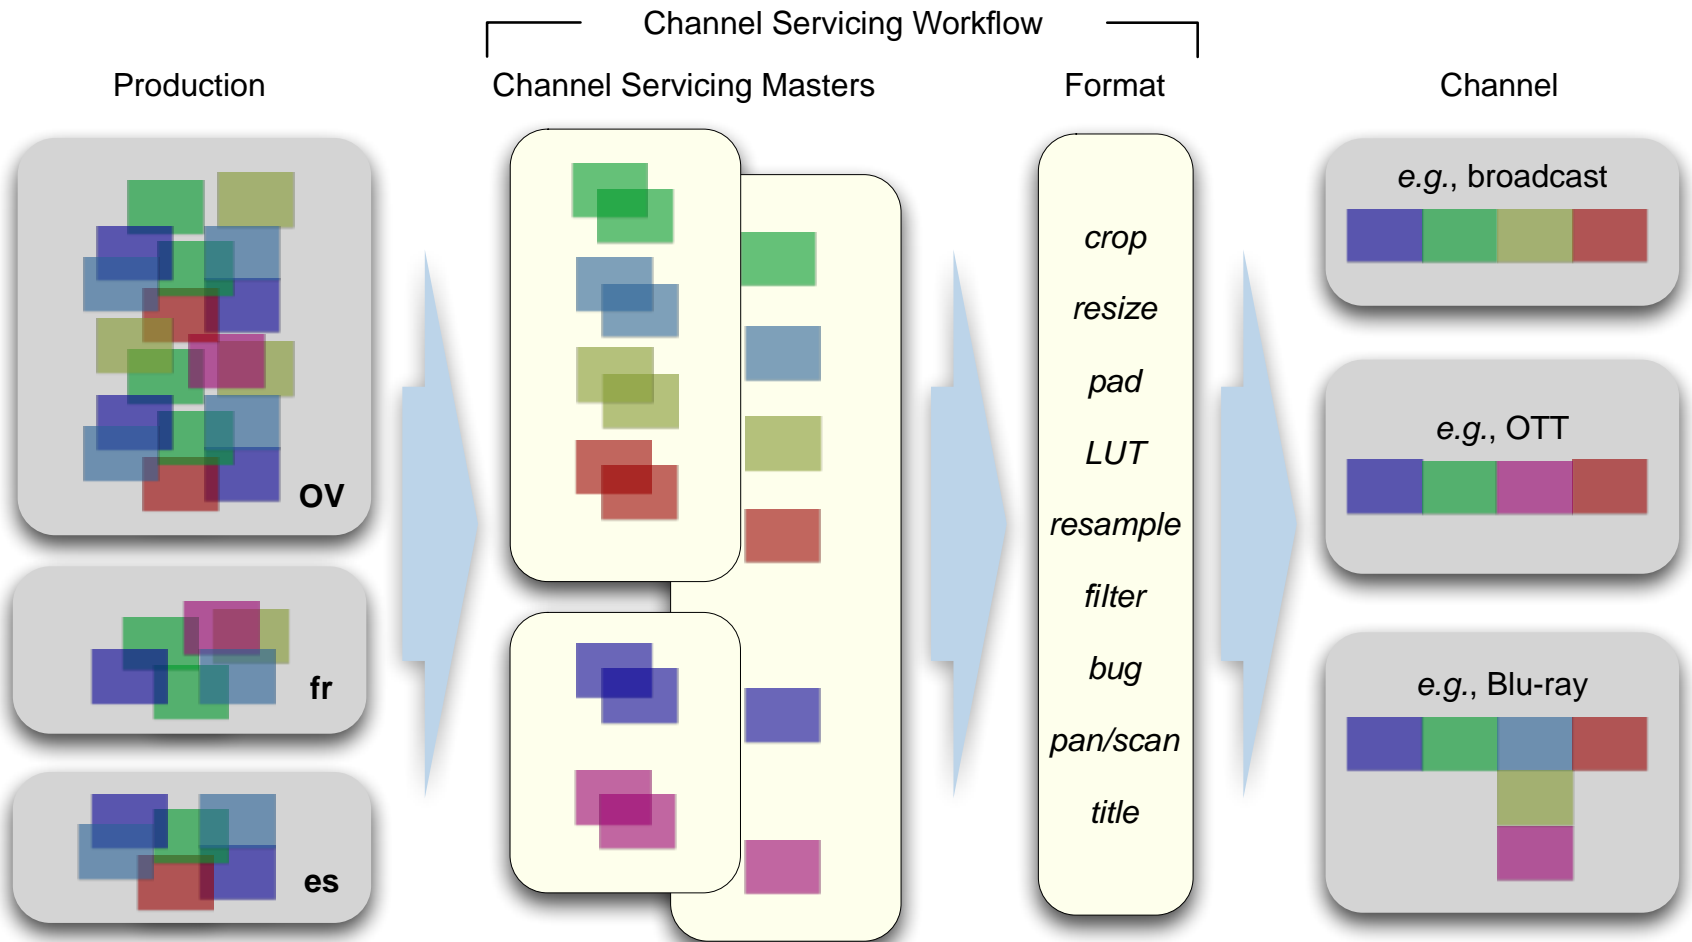 Channel Servicing Workflow
Production
Channel Servicing Masters
Format
Channel
OV
fr
es
crop
resize
pad
LUT
resample
filter
bug
pan/scan
title
e.g., broadcast
e.g., OTT
e.g., Blu-ray